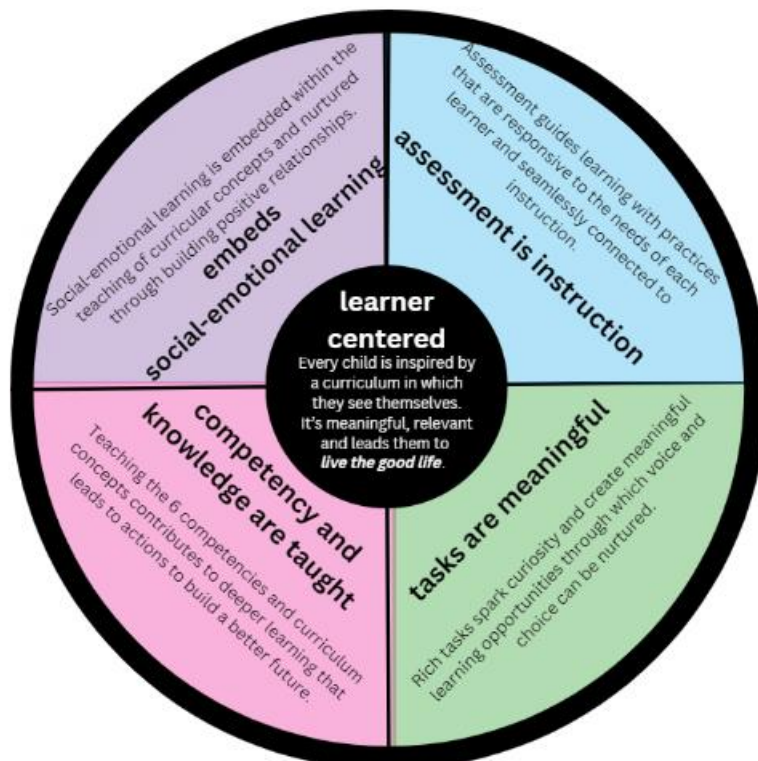 Social-emotional learning is embedded within the
teaching of curricular concepts and nurtured
through building positive relationships.
embeds
social-emotional learning
Assessment guides learning with practices
that are responsive to the needs of each
learner and seamlessly connected to
instruction.
assessment is instruction
learner
centered
Every child is inspired by
a curriculum in which
they see themselves.
It's meaningful, relevant
and leads them to
live the good life.
competency and
knowledge are taught
Teaching the 6 competencies and curriculum
concepts contributes to deeper learning that
leads to actions to build a better future.
tasks are meaningful
Rich tasks spark curiosity and create meaningful
learning opportunities through which voice and
choice can be nurtured.